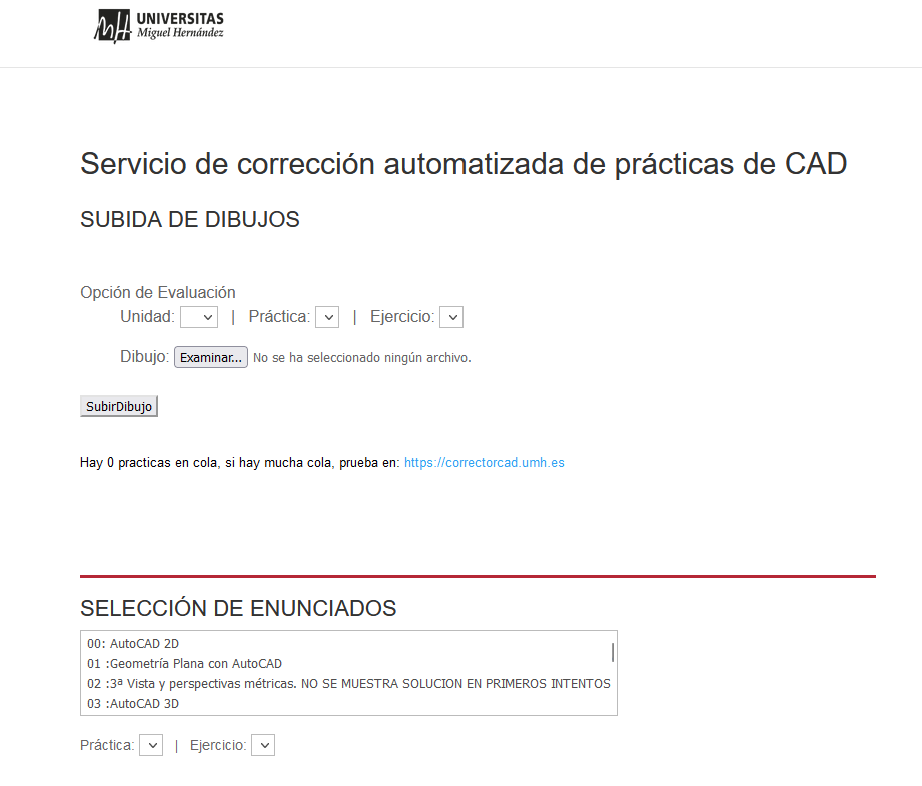 UNIVERSITAS
Miguel Hernández
Servicio de corrección automatizada de prácticas de CAD
SUBIDA DE DIBUJOS
Opción de Evaluación
Unidad: | Práctica: | Ejercicio:
Dibujo: Examinar... No se ha seleccionado ningún archivo.
SubirDibujo
Hay 0 practicas en cola, si hay mucha cola, prueba en: https://correctorcad.umh.es
SELECCIÓN DE ENUNCIADOS
00: AutoCAD 2D
01 :Geometría Plana con AutoCAD
02 :3ª Vista y perspectivas métricas. NO SE MUESTRA SOLUCION EN PRIMEROS INTENTOS
03 :AutoCAD 3D
Práctica: | Ejercicio: